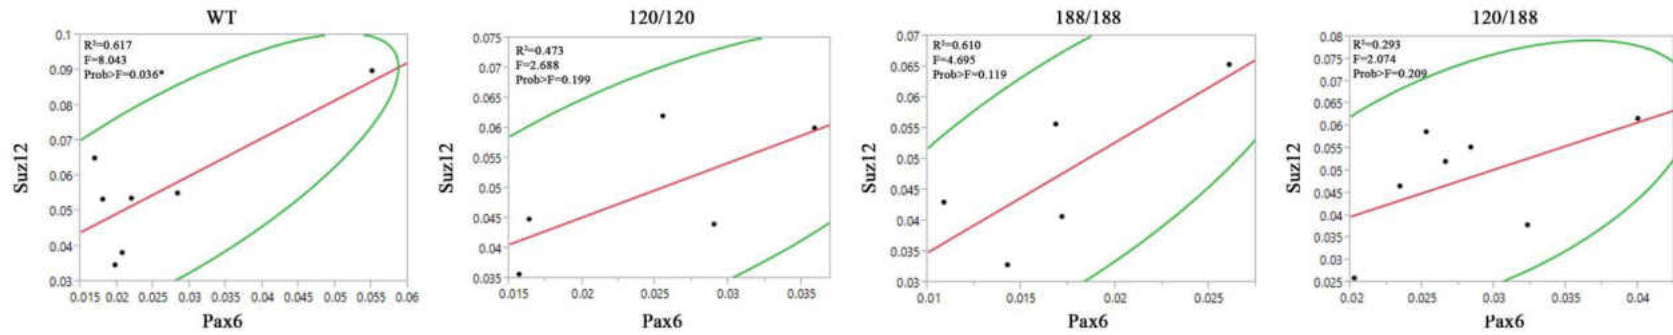 WT
R²=0.617
F=8.043
Prob>F=0.036*
0.1
0.09
0.08
0.07
0.06
0.05
0.04
0.03
Suz12
0.015 0.02 0.025 0.03 0.035 0.04 0.045 0.05 0.055 0.06
Pax6
120/120
R²=0.473
F=2.688
Prob>F=0.199
0.075
0.07
0.065
0.06
0.055
0.05
0.045
0.04
0.035
Suz12
0.015 0.02 0.025 0.03 0.035
Pax6
188/188
R²=0.610
F=4.695
Prob>F=0.119
0.07
0.065
0.06
0.055
0.05
0.045
0.04
0.035
0.03
Suz12
0.01 0.015 0.02 0.025
Pax6
120/188
R²=0.293
F=2.074
Prob>F=0.209
0.08
0.075
0.07
0.065
0.06
0.055
0.05
0.045
0.04
0.035
0.03
0.025
Suz12
0.02 0.025 0.03 0.035 0.04
Pax6